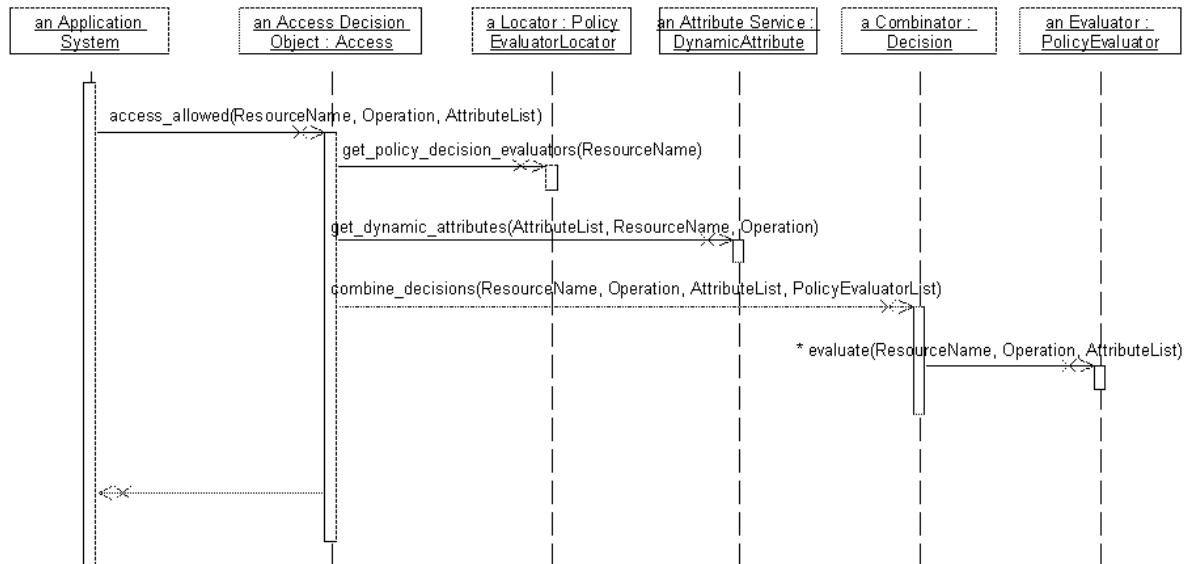 an Application
System
an Access Decision
Object : Access
a Locator : Policy
EvaluatorLocator
an Attribute Service :
DynamicAttribute
a Combinator :
Decision
an Evaluator :
PolicyEvaluator
access_allowed(ResourceName, Operation, AttributeList)
get_policy_decision_evaluators(ResourceName)
get_dynamic_attributes(AttributeList, ResourceName, Operation)
combine_decisions(ResourceName, Operation, AttributeList, PolicyEvaluatorList)
* evaluate(ResourceName, Operation, AttributeList)